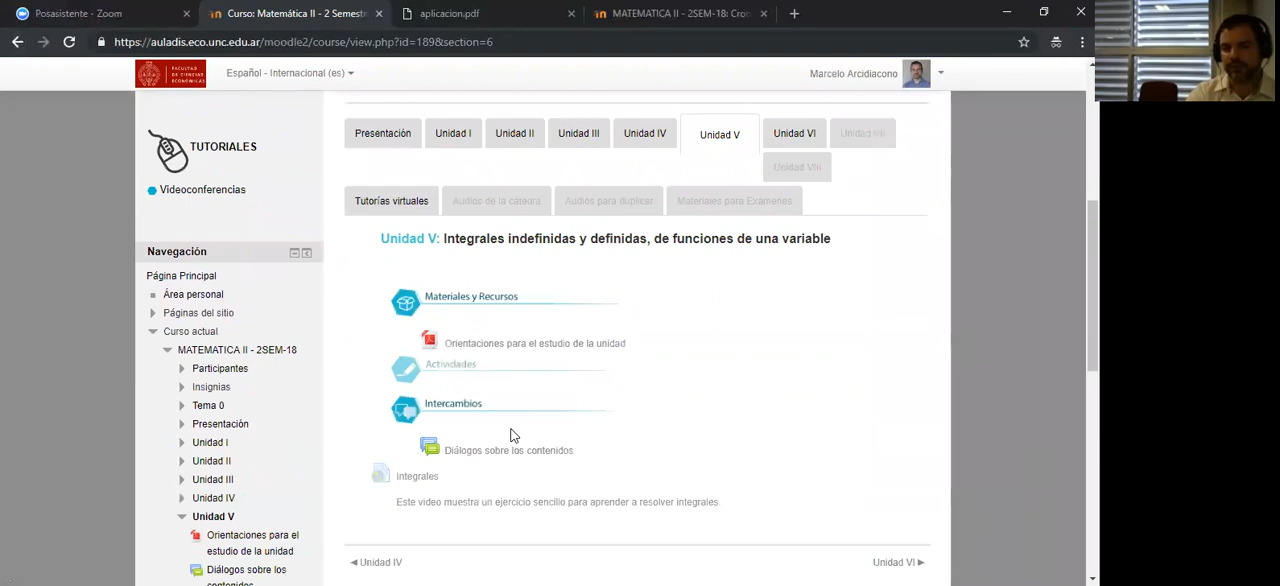 Posasistente - Zoom
Curso: Matemática II - 2 Semest
aplicacion.pdf
MATEMATICA II - 2SEM-18: Cro
https://auladis.eco.unc.edu.ar/moodle2/course/view.php?id=189&section=6
FACULTAD
DE CIENCIAS
ECONÓMICAS
Español - Internacional (es)
Marcelo Arcidiacono
TUTORIALES
Videoconferencias
Presentación
Unidad I
Unidad II
Unidad III
Unidad IV
Unidad V
Unidad VI
Unidad VII
Unidad VIII
Tutorías virtuales
Audios de la cátedra
Audios para duplicar
Materiales para Exámenes
Unidad V: Integrales indefinidas y definidas, de funciones de una variable
Materiales y Recursos
Orientaciones para el estudio de la unidad
Actividades
Intercambios
Diálogos sobre los contenidos
Integrales
Este video muestra un ejercicio sencillo para aprender a resolver integrales.
Unidad IV
Unidad VI
Navegación
Página Principal
Área personal
Páginas del sitio
Curso actual
MATEMATICA II - 2SEM-18
Participantes
Insignias
Tema 0
Presentación
Unidad I
Unidad II
Unidad III
Unidad IV
Unidad V
Orientaciones para el
estudio de la unidad
Diálogos sobre los
contenidos